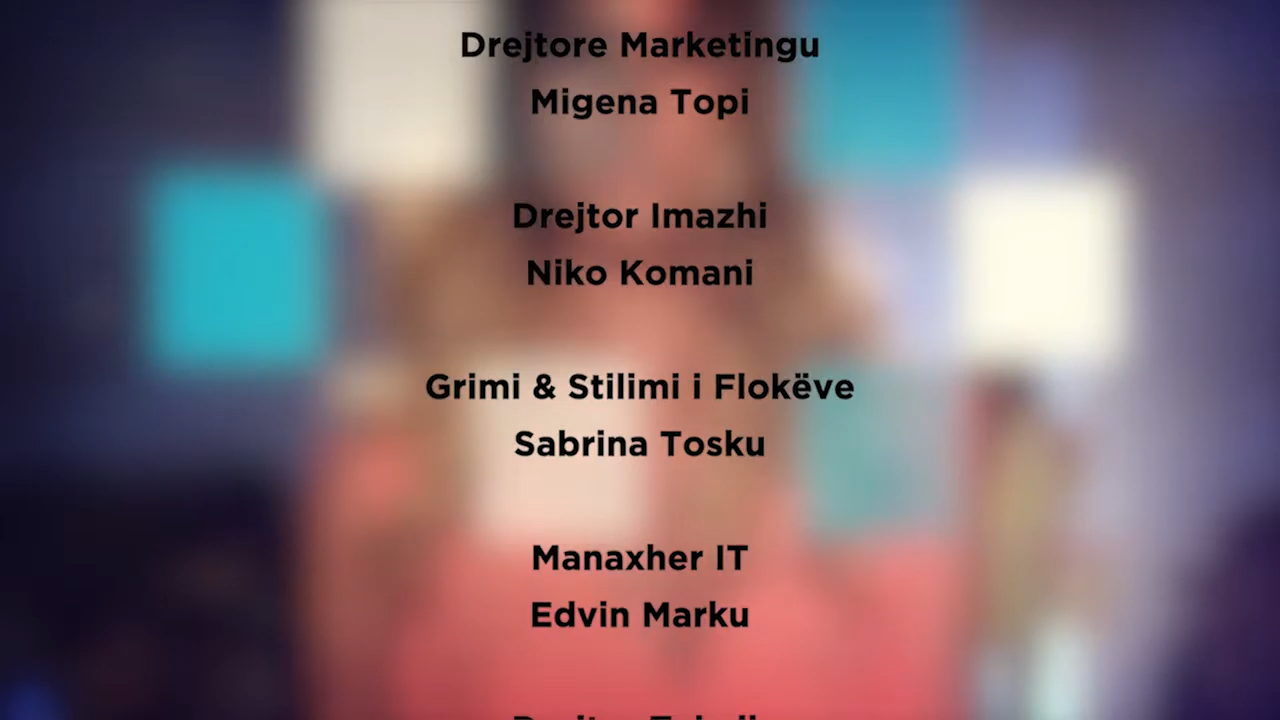 Drejtore Marketingu
Migena Topi
Drejtor Imazhi
Niko Komani
Grimi & Stilimi i Flokëve
Sabrina Tosku
Manaxher IT
Edvin Marku